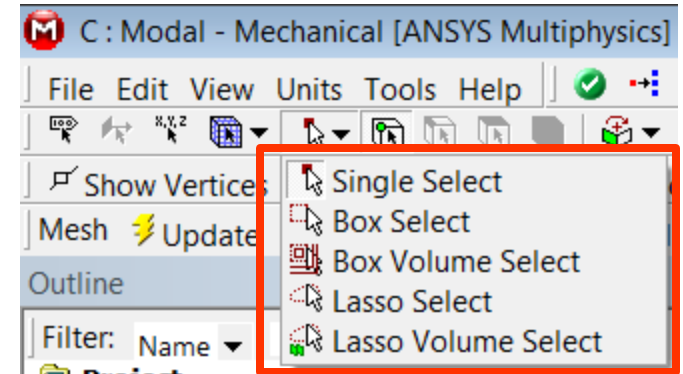 C : Modal - Mechanical [ANSYS Multiphysics]
File Edit View Units Tools Help
X,Y,Z
Show Vertices
Single Select
Box Select
Mesh Update
Box Volume Select
Outline
Lasso Select
Filter: Name
Lasso Volume Select
Project